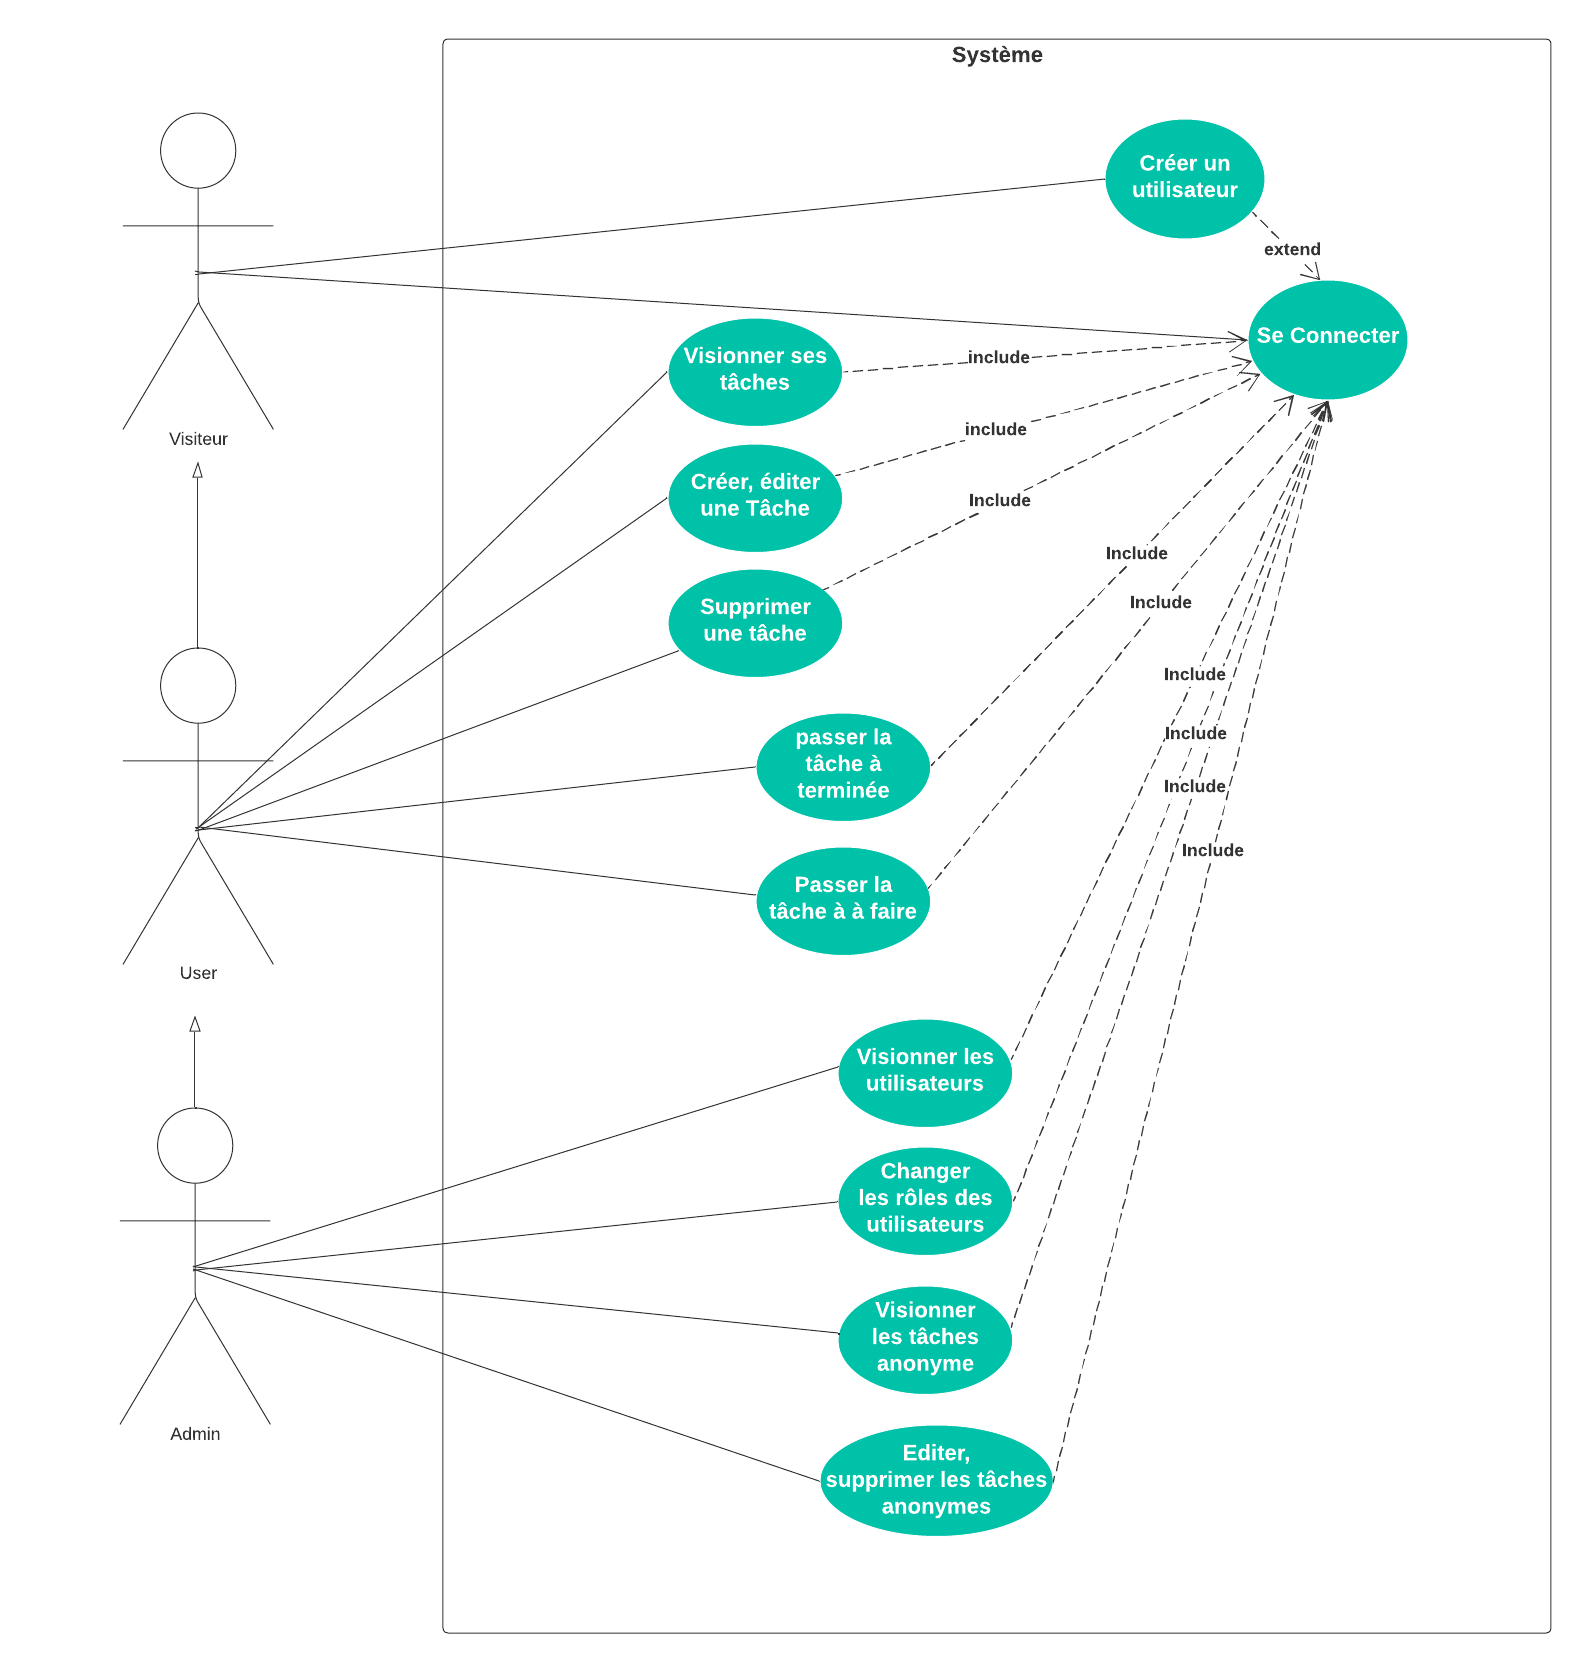 Système
Créer un
utilisateur
extend
Se Connecter
Visionner ses
tâches
include
Visiteur
include
Créer, éditer
une Tâche
Include
Include
Supprimer
une tâche
Include
Include
passer la
tâche à
terminée
Include
Include
Include
Passer la
tâche à à faire
User
Visionner les
utilisateurs
Changer
les rôles des
utilisateurs
Visionner
les tâches
anonyme
Admin
Editer,
supprimer les tâches
anonymes